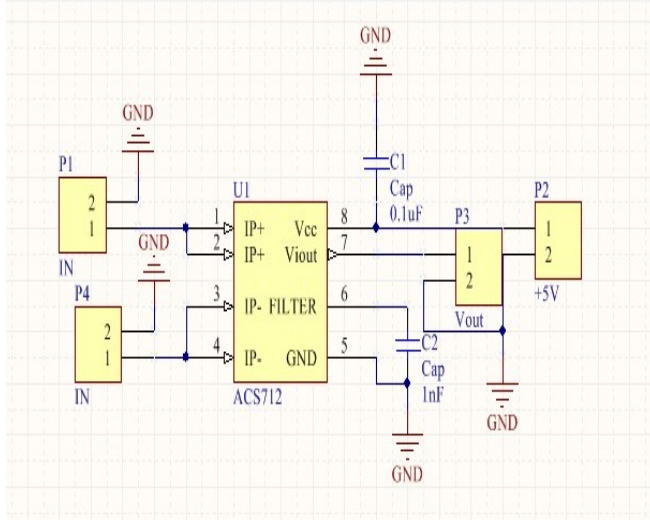 GND
GND
P1
2
1
IN
GND
P4
2
1
IN
U1
1
2
3
4
IP+
IP+
IP- FILTER
IP-
Vcc
Viout
GND
8
7
6
5
ACS712
C1
Cap
0.1uF
C2
Cap
1nF
GND
P3
1
2
Vout
P2
1
2
+5V
GND